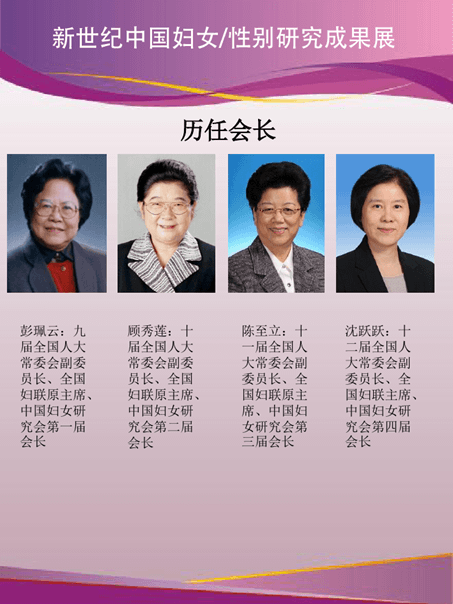 新世纪中国妇女/性别研究成果展
历任会长
彭珮云：九
届全国人大
常委会副委
员长、全国
妇联原主席、
中国妇女研
究会第一届
会长
顾秀莲：十
届全国人大
常委会副委
员长、全国
妇联原主席，
中国妇女研
究会第二届
会长
陈至立：十
一届全国人
大常委会副
委员长、全
国妇联原主
席、中国妇
女研究会第
三届会长
沈跃跃：十
二届全国人
大常委会副
委员长、全
国妇联主席、
中国妇女研
究会第四届
会长